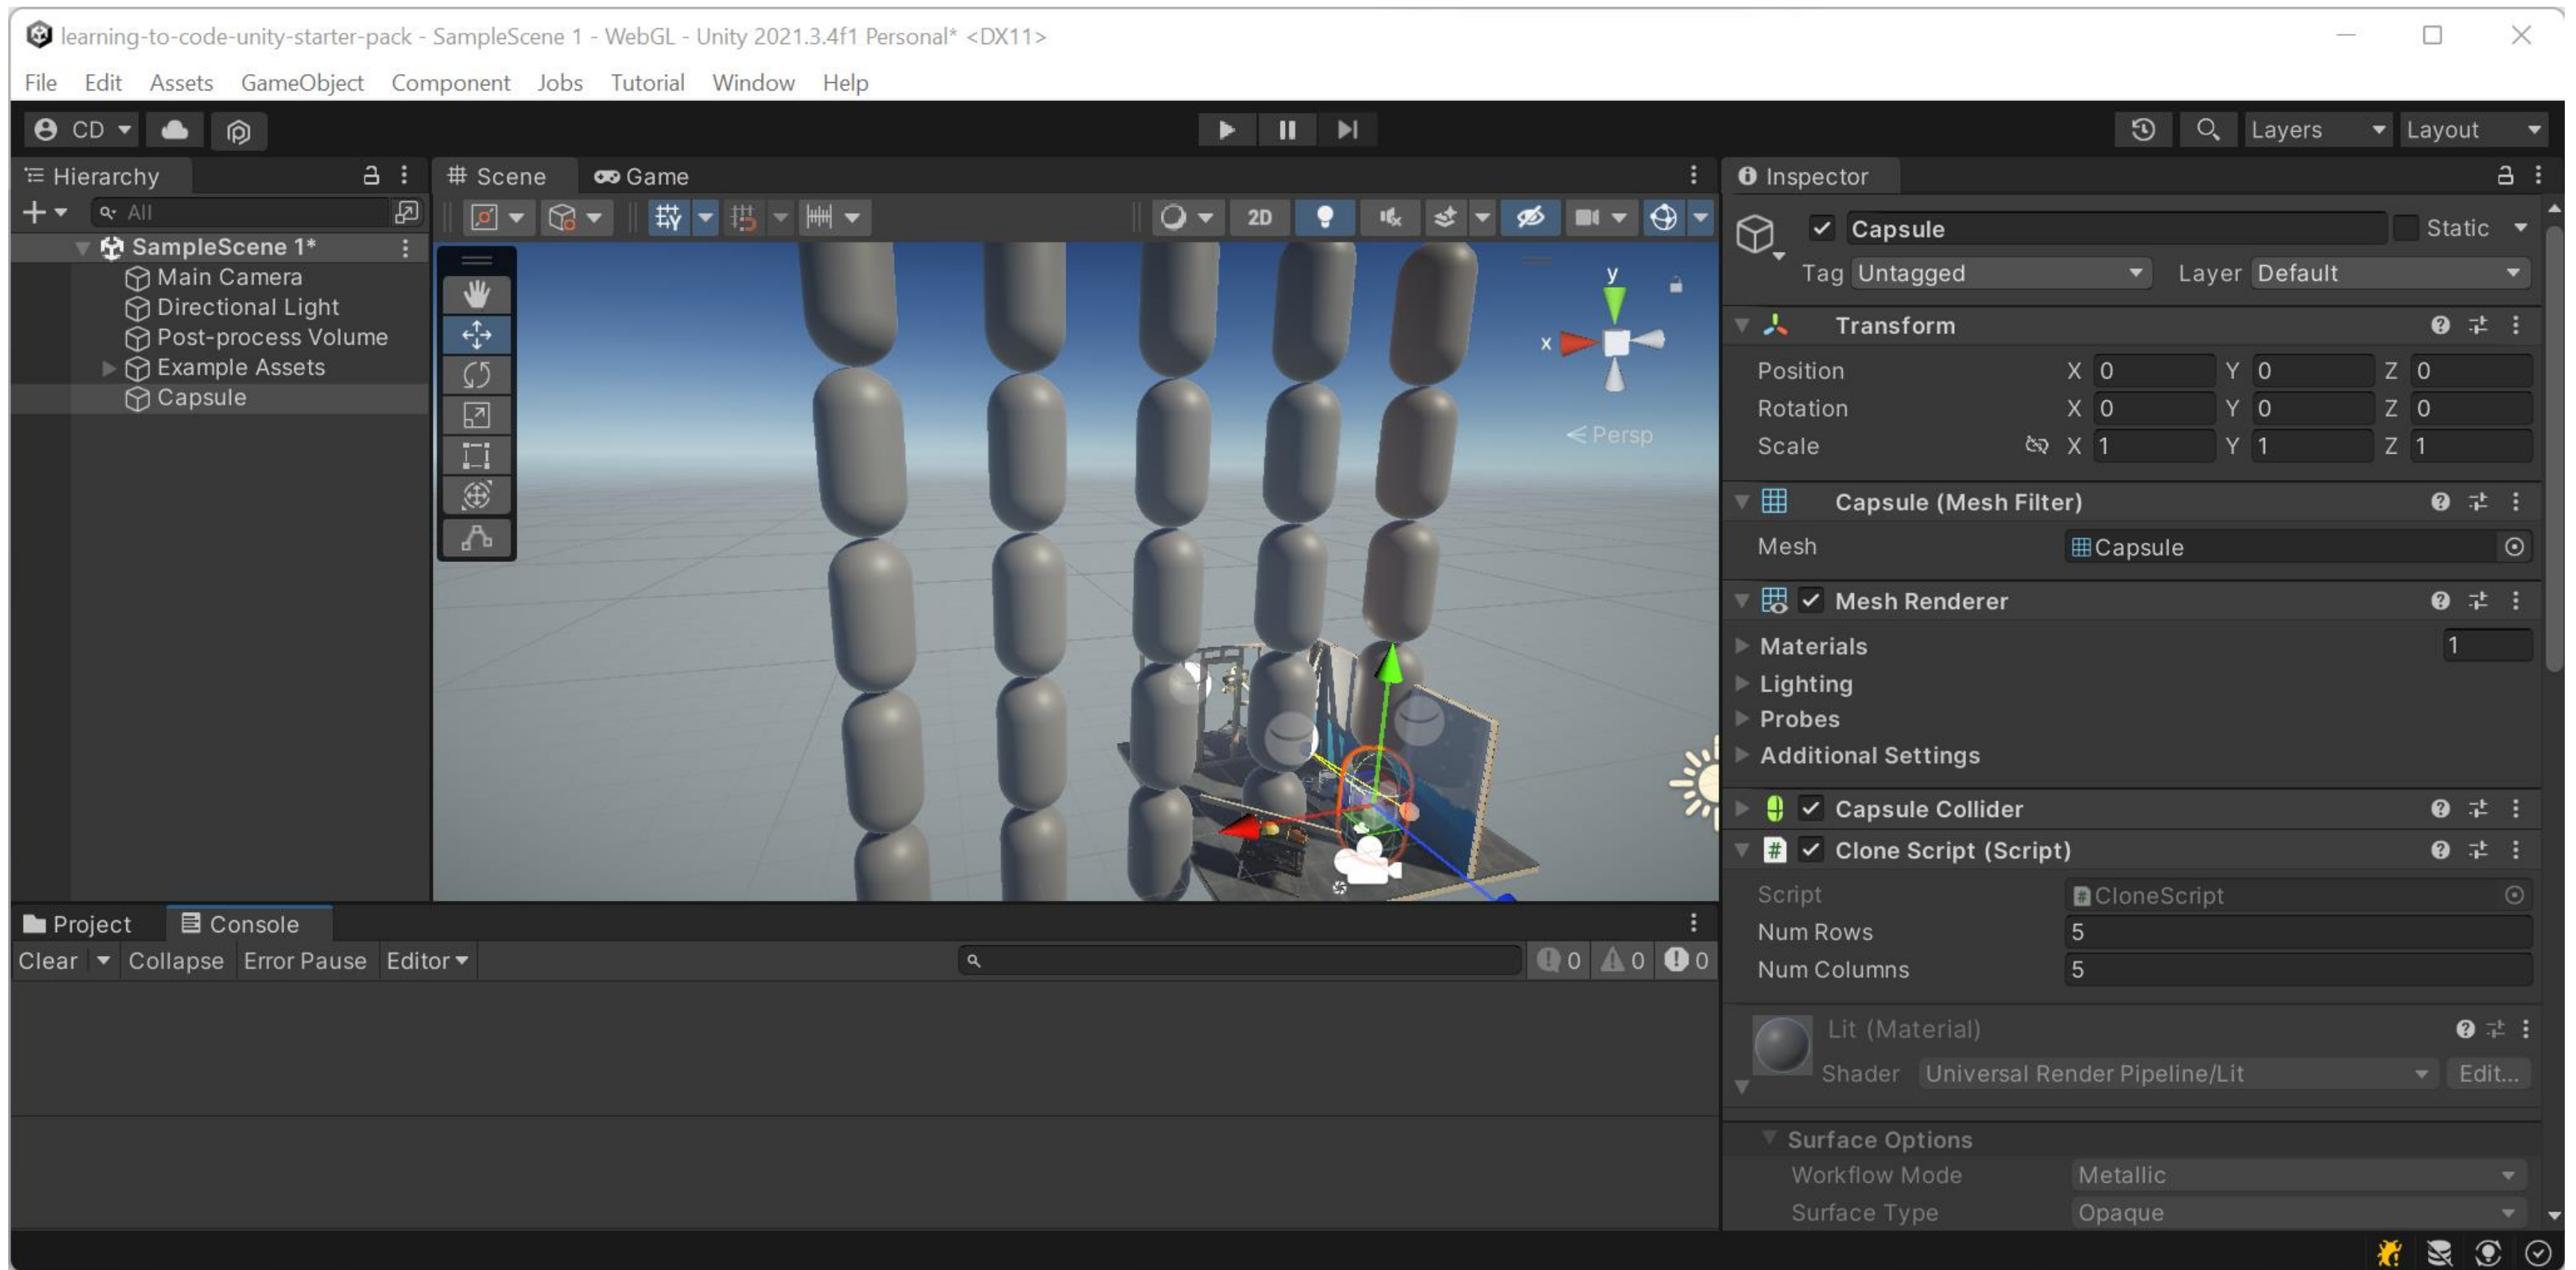 learning-to-code-unity-starter-pack - SampleScene 1 - WebGL - Unity 2021.3.4f1 Personal* <DX11>
File Edit Assets GameObject Component Jobs Tutorial Window Help
CD
Layers Layout
Hierarchy
Scene Game
Inspector
All
2D
SampleScene 1*
Main Camera
Directional Light
Post-process Volume
Example Assets
Capsule
y
x
Persp
Capsule Static
Tag Untagged Layer Default
Transform
Position X 0 Y 0 Z 0
Rotation X 0 Y 0 Z 0
Scale X 1 Y 1 Z 1
Capsule (Mesh Filter)
Mesh Capsule
Mesh Renderer
Materials 1
Lighting
Probes
Additional Settings
Capsule Collider
# Clone Script (Script)
Script # CloneScript
Num Rows 5
Num Columns 5
Lit (Material)
Shader Universal Render Pipeline/Lit Edit...
Surface Options
Workflow Mode Metallic
Surface Type Opaque
Project Console
Clear Collapse Error Pause Editor
0 0 0